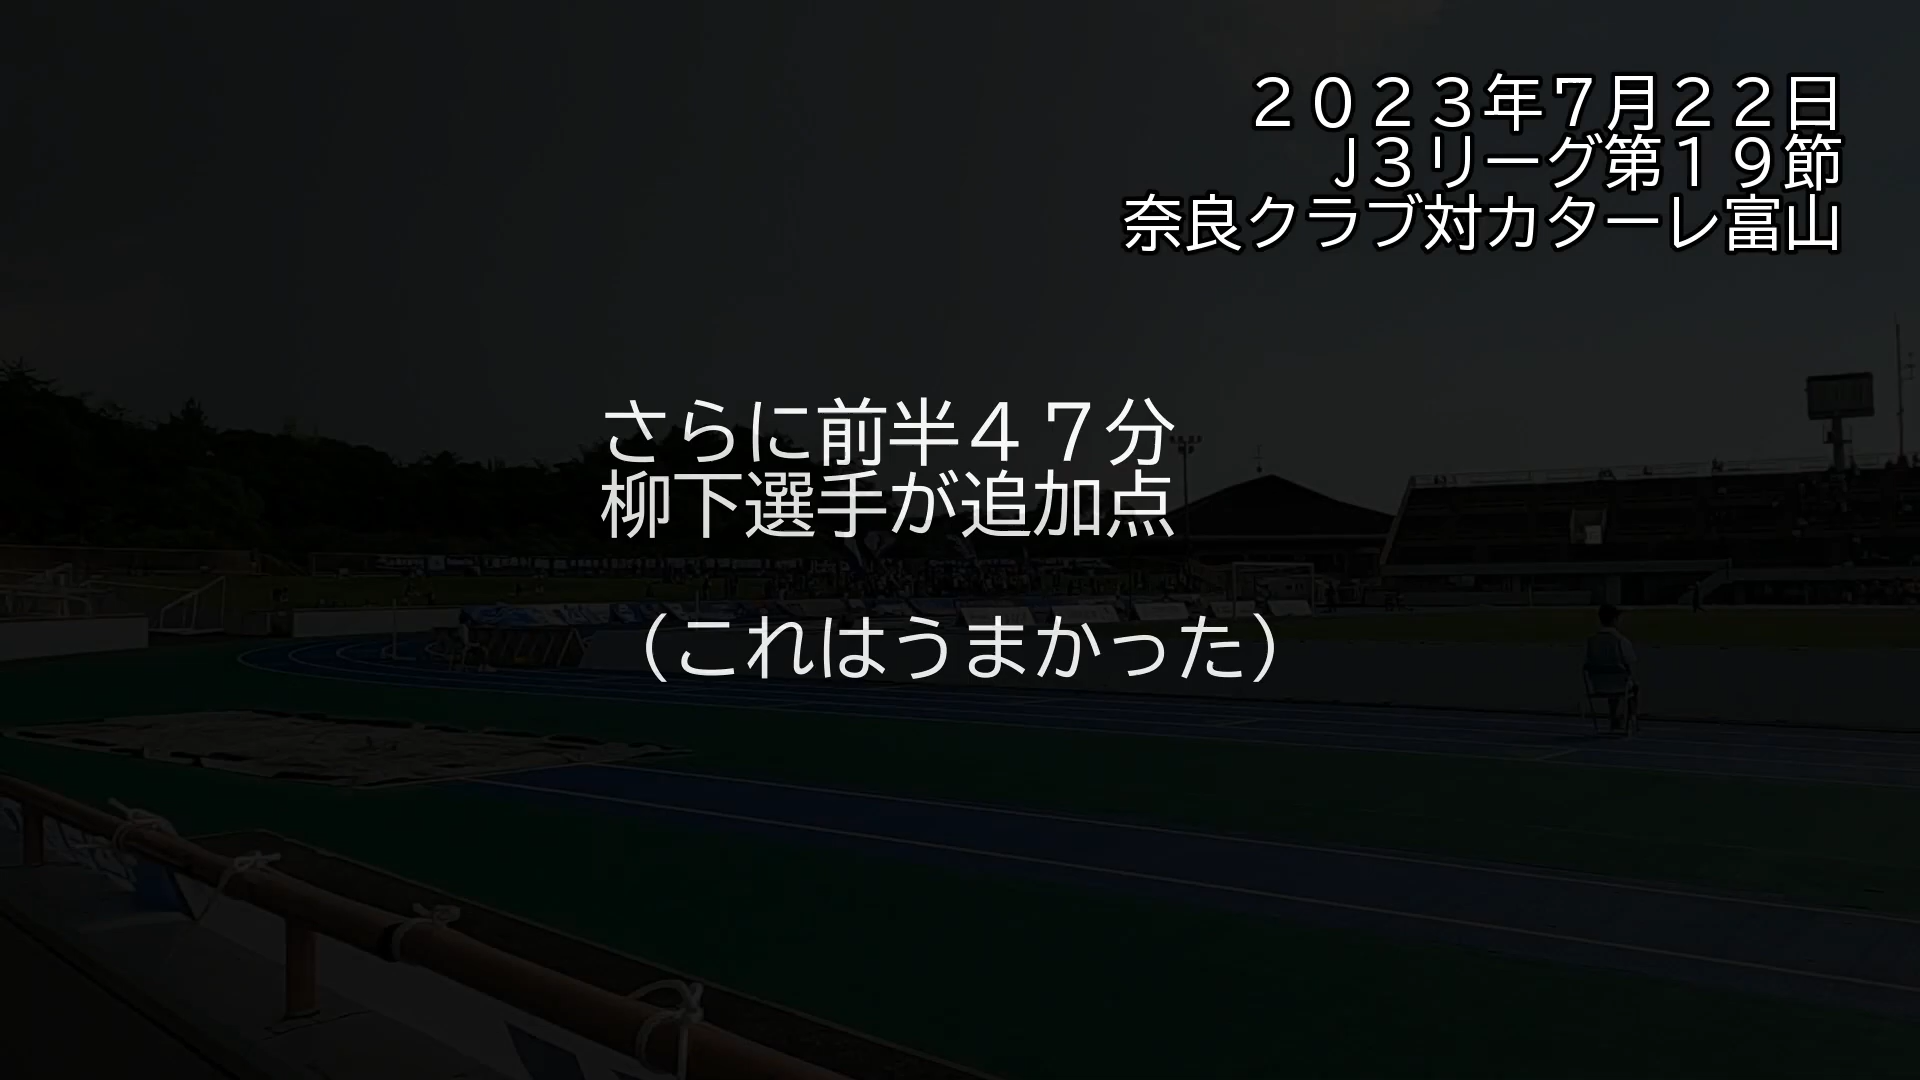 ２０２３年７月２２日
Ｊ３リーグ第１９節
奈良クラブ対カターレ富山
さらに前半４７分
柳下選手が追加点
（これはうまかった）